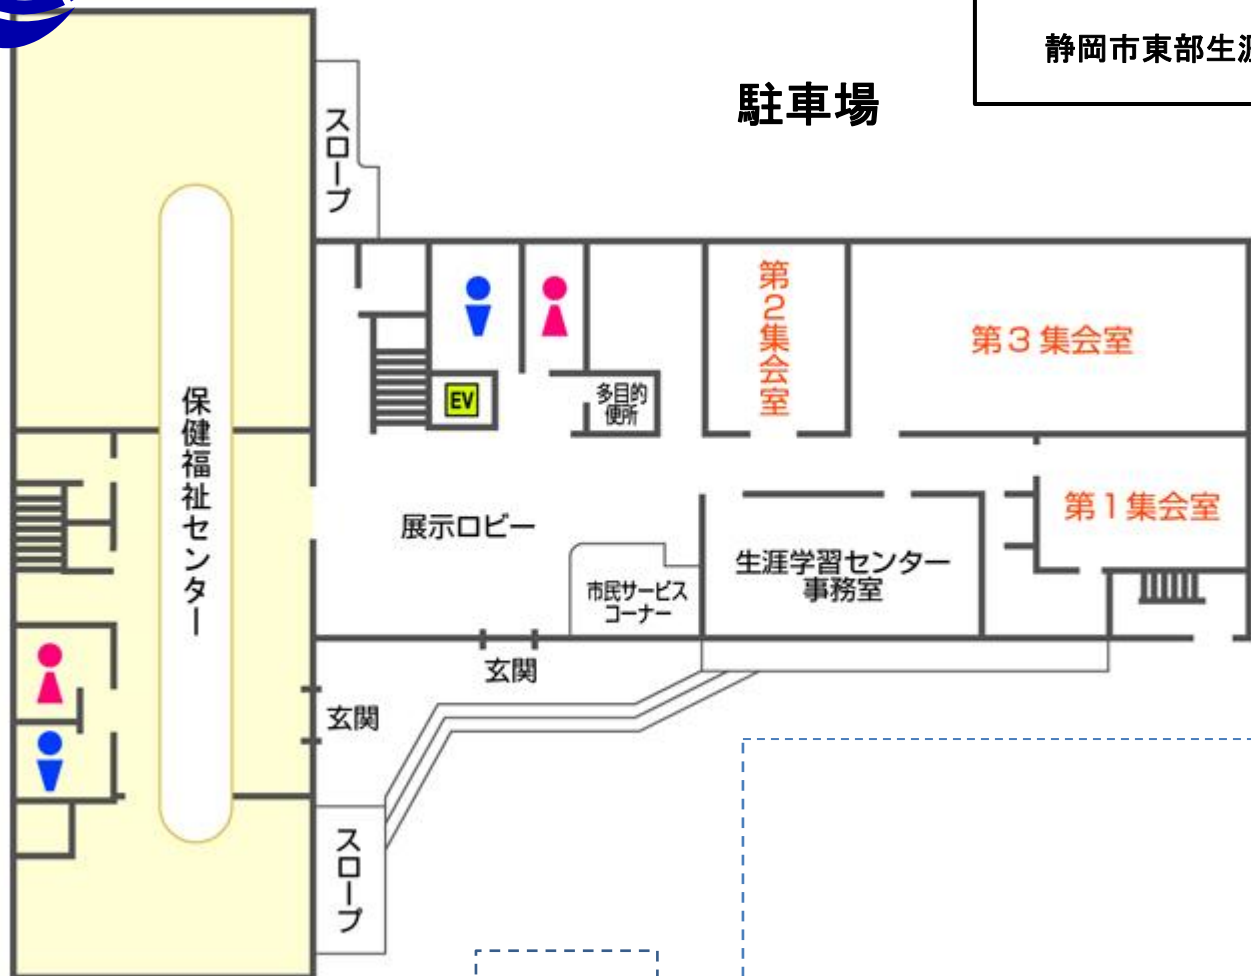 静岡市東部生涯
駐車場
スロープ
第2集会室
第3集会室
EV
多目的
便所
保健福祉センター
第1集会室
展示ロビー
生涯学習センター
事務室
市民サービス
コーナー
玄関
玄関
スロープ